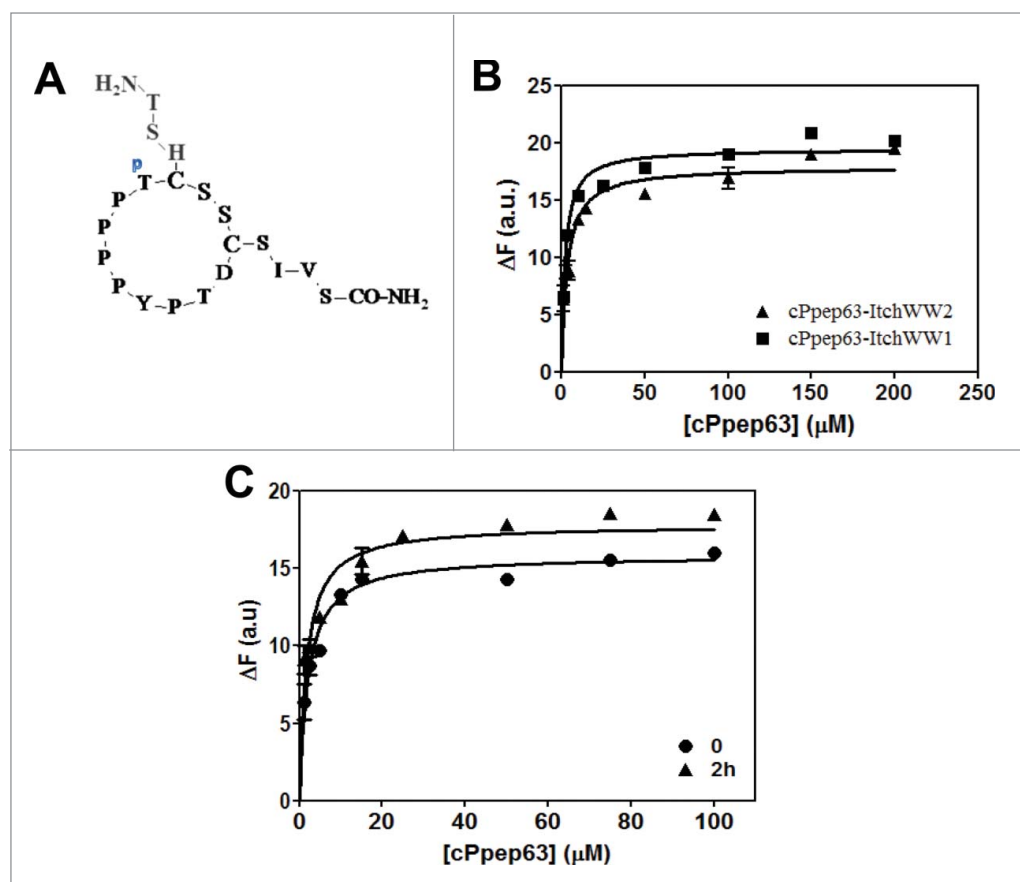 A
H₂N
T
S
H
p
T
C
S
S
C
S
I
V
S
CO-NH₂
D
T
P
Y
P
P
P
P
B
25
20
15
10
5
0
ΔF (a.u.)
cPpep63-ItchWW2
cPpep63-ItchWW1
0 50 100 150 200 250
[cPpep63] (μM)
C
20
15
10
5
0
ΔF (a.u)
0
2h
0 20 40 60 80 100
[cPpep63] (μM)